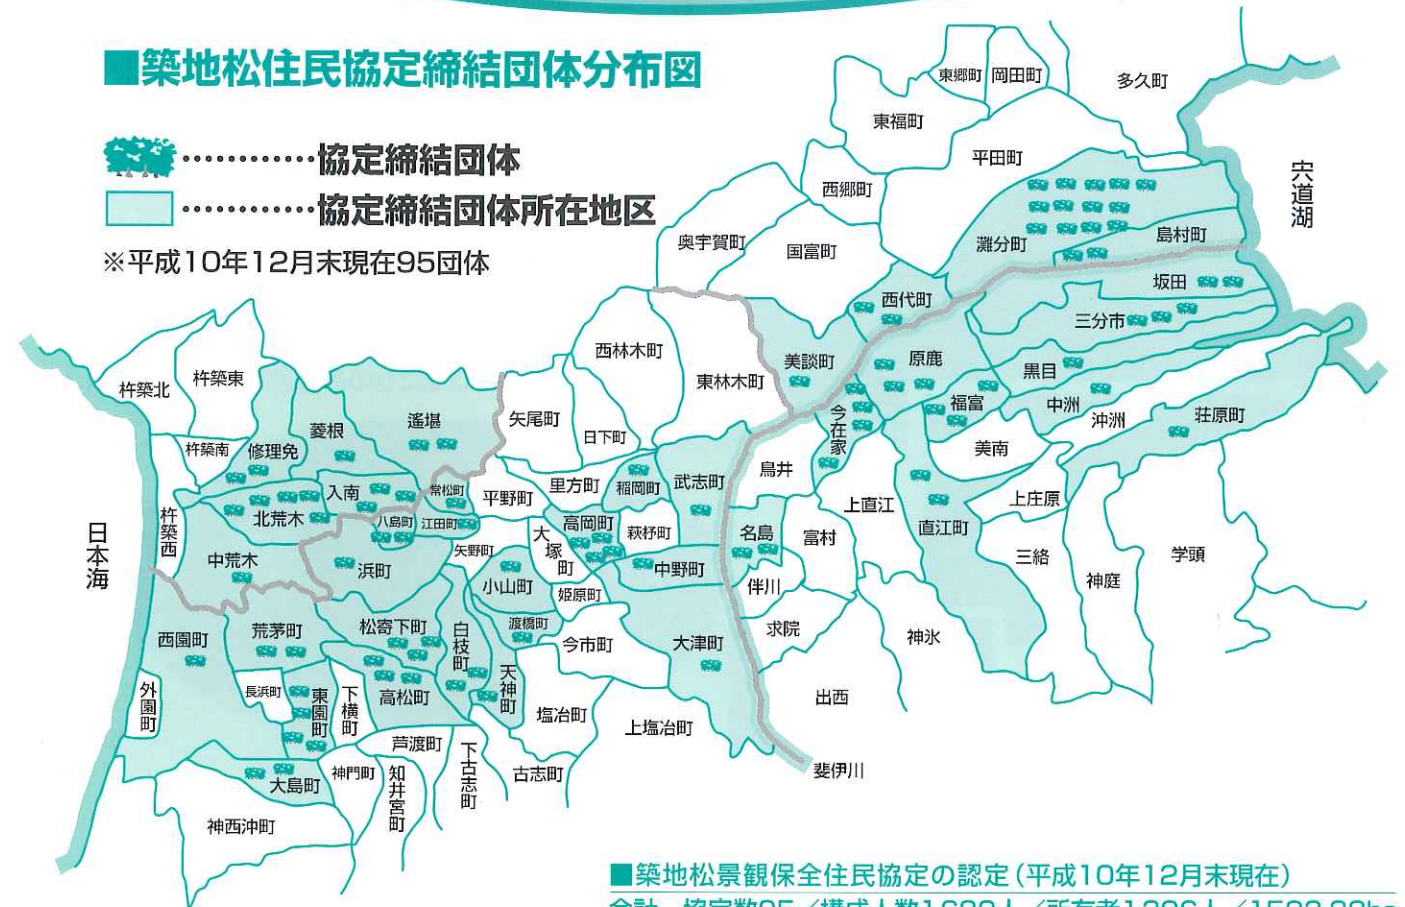 ■築地松住民協定締結団体分布図
…………協定締結団体
…………協定締結団体所在地区
※平成10年12月末現在95団体
東郷町
岡田町
多久町
東福町
平田町
西郷町
宍道湖
奥宇賀町
国富町
灘分町
島村町
坂田
西代町
三分市
西林木町
東林木町
美談町
原鹿
黒目
杵築北
杵築東
福富
中洲
沖洲
荘原町
矢尾町
日下町
今在家
遙堪
菱根
杵築南
修理免
鳥井
美南
入南
常松町
平野町
里方町
稲岡町
武志町
上直江
上庄原
杵築西
北荒木
八島町
江田町
大塚町
高岡町
萩杼町
名島
富村
直江町
日本海
中荒木
浜町
矢野町
小山町
姫原町
中野町
伴川
三絡
神庭
学頭
西園町
荒茅町
松寄下町
白枝町
渡橋町
今市町
大津町
求院
神氷
外園町
長浜町
東園町
下横町
高松町
天神町
塩冶町
上塩冶町
出西
芦渡町
下古志町
古志町
斐伊川
大島町
神門町
知井宮町
神西沖町
■築地松景観保全住民協定の認定（平成10年12月末現在）